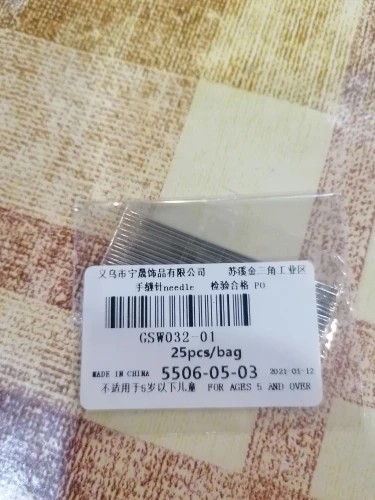 义乌市宁晟饰品有限公司 苏溪金三角工业区
手缝针needle 检验合格 PO
GSW032-01
25pcs/bag
MADE IN CHINA 5506-05-03 2021-01-12
不适用于5岁以下儿童 FOR AGES 5 AND OVER